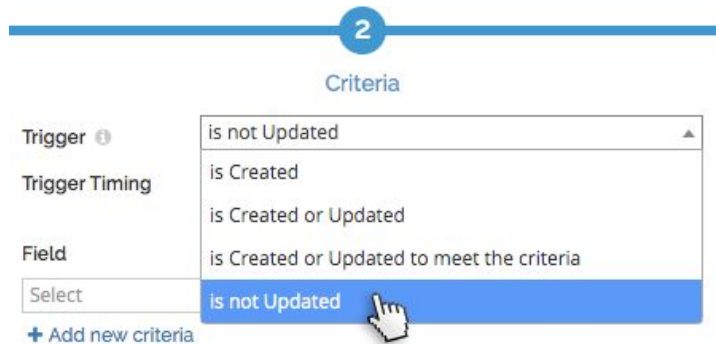 2
Criteria
Trigger
is not Updated
is Created
Trigger Timing
is Created or Updated
Field
is Created or Updated to meet the criteria
Select
is not Updated
+ Add new criteria